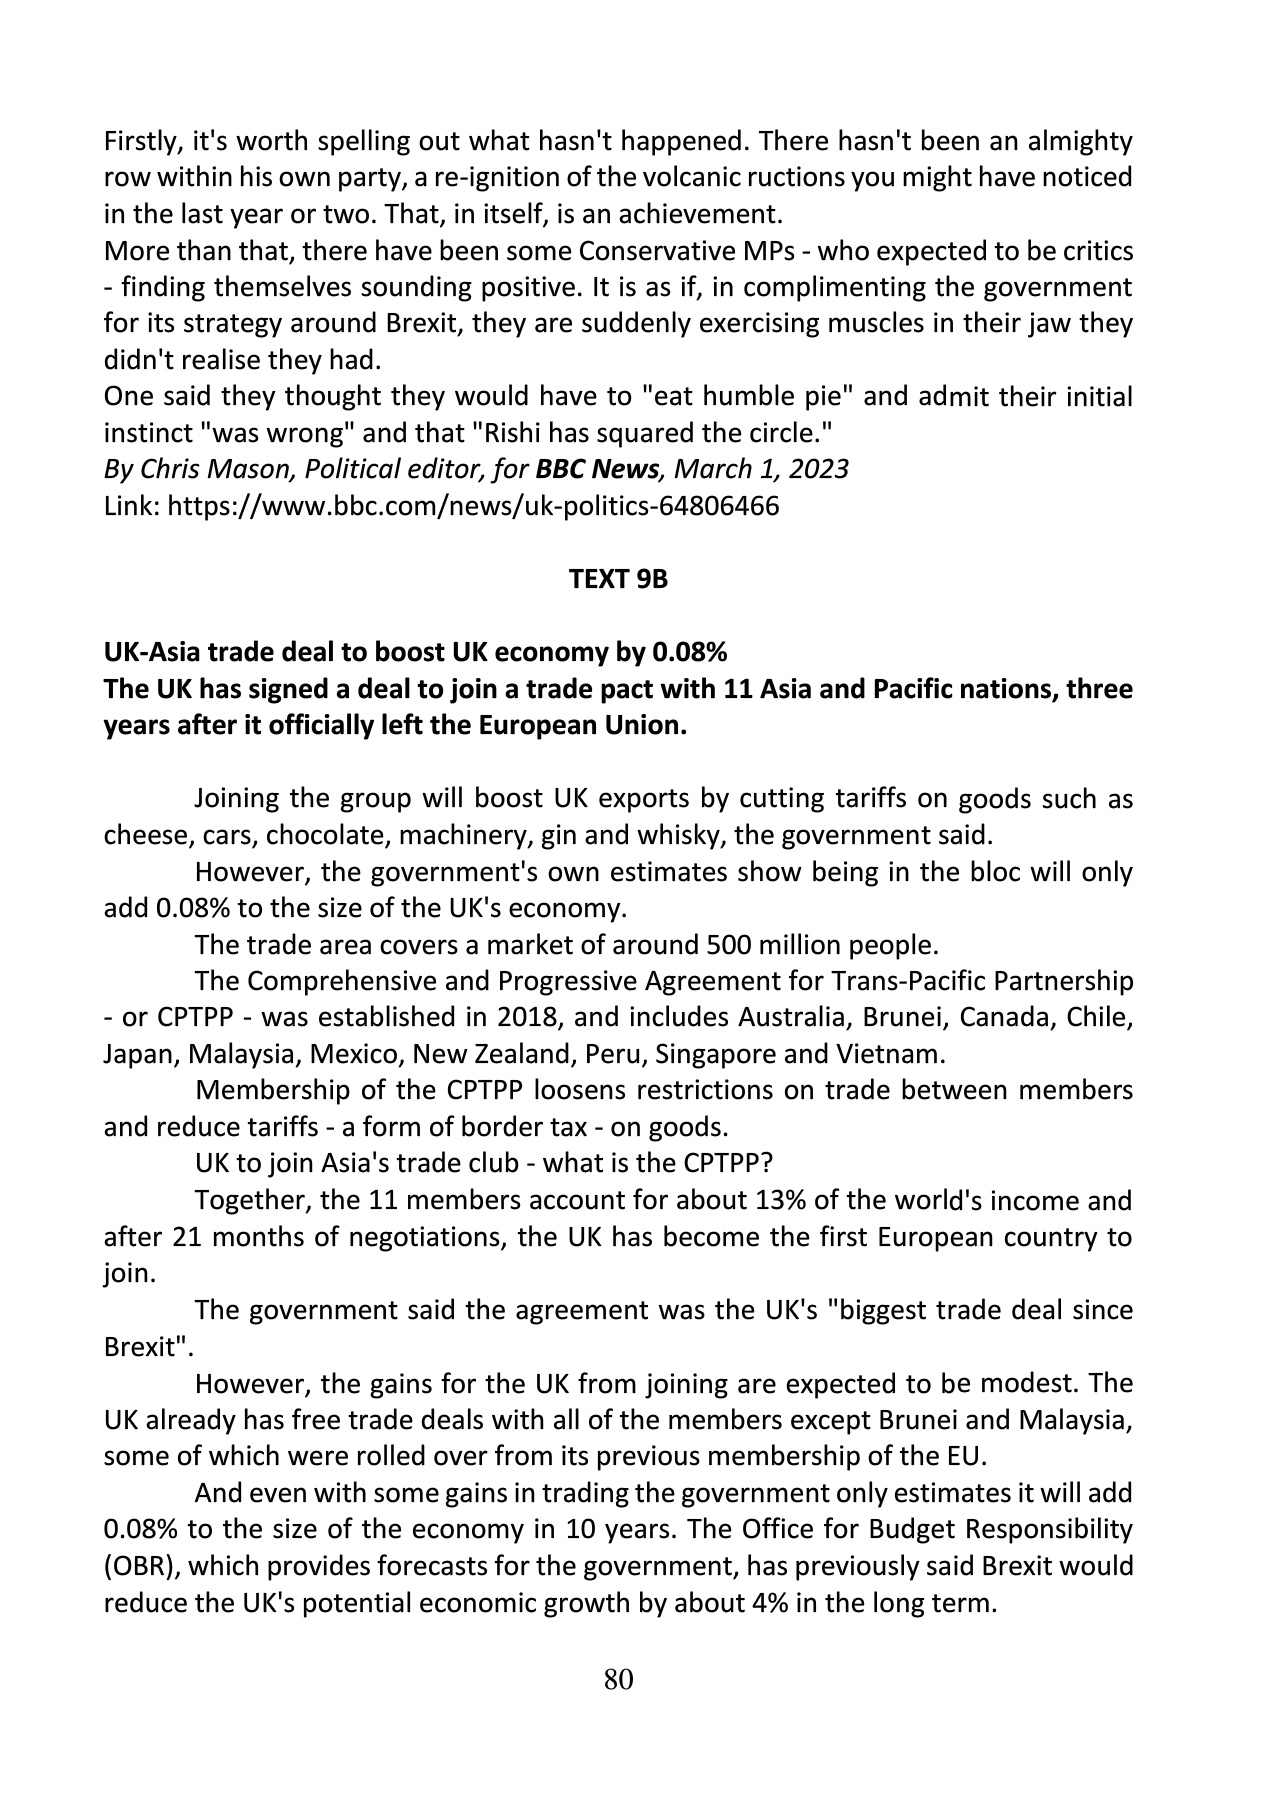 Firstly, it's worth spelling out what hasn't happened. There hasn't been an almighty
row within his own party, a re-ignition of the volcanic ructions you might have noticed
in the last year or two. That, in itself, is an achievement.
More than that, there have been some Conservative MPs - who expected to be critics
- finding themselves sounding positive. It is as if, in complimenting the government
for its strategy around Brexit, they are suddenly exercising muscles in their jaw they
didn't realise they had.
One said they thought they would have to "eat humble pie" and admit their initial
instinct "was wrong" and that "Rishi has squared the circle."
By Chris Mason, Political editor, for BBC News, March 1, 2023
Link: https://www.bbc.com/news/uk-politics-64806466
TEXT 9B
UK-Asia trade deal to boost UK economy by 0.08%
The UK has signed a deal to join a trade pact with 11 Asia and Pacific nations, three
years after it officially left the European Union.
Joining the group will boost UK exports by cutting tariffs on goods such as
cheese, cars, chocolate, machinery, gin and whisky, the government said.
However, the government's own estimates show being in the bloc will only
add 0.08% to the size of the UK's economy.
The trade area covers a market of around 500 million people.
The Comprehensive and Progressive Agreement for Trans-Pacific Partnership
- or CPTPP - was established in 2018, and includes Australia, Brunei, Canada, Chile,
Japan, Malaysia, Mexico, New Zealand, Peru, Singapore and Vietnam.
Membership of the CPTPP loosens restrictions on trade between members
and reduce tariffs - a form of border tax - on goods.
UK to join Asia's trade club - what is the CPTPP?
Together, the 11 members account for about 13% of the world's income and
after 21 months of negotiations, the UK has become the first European country to
join.
The government said the agreement was the UK's "biggest trade deal since
Brexit".
However, the gains for the UK from joining are expected to be modest. The
UK already has free trade deals with all of the members except Brunei and Malaysia,
some of which were rolled over from its previous membership of the EU.
And even with some gains in trading the government only estimates it will add
0.08% to the size of the economy in 10 years. The Office for Budget Responsibility
(OBR), which provides forecasts for the government, has previously said Brexit would
reduce the UK's potential economic growth by about 4% in the long term.
80